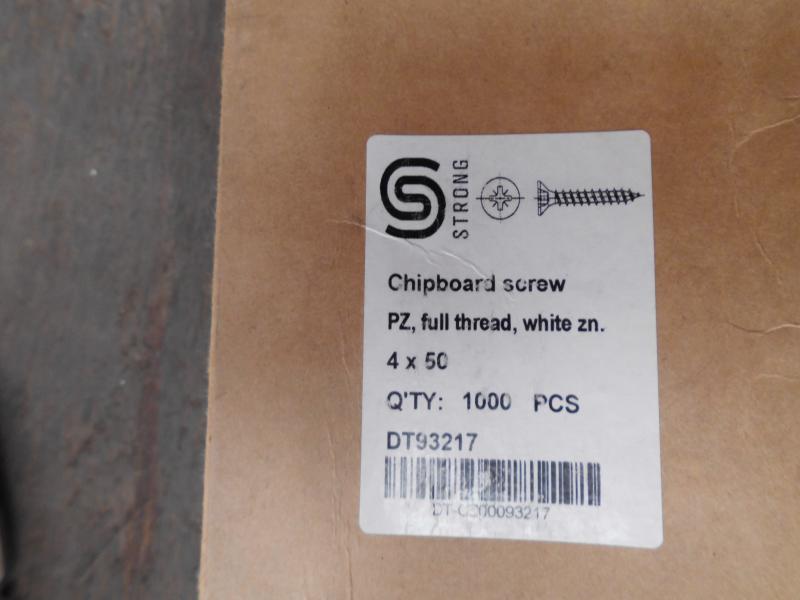 STRONG
Chipboard screw
PZ, full thread, white zn.
4 x 50
Q'TY: 1000 PCS
DT93217